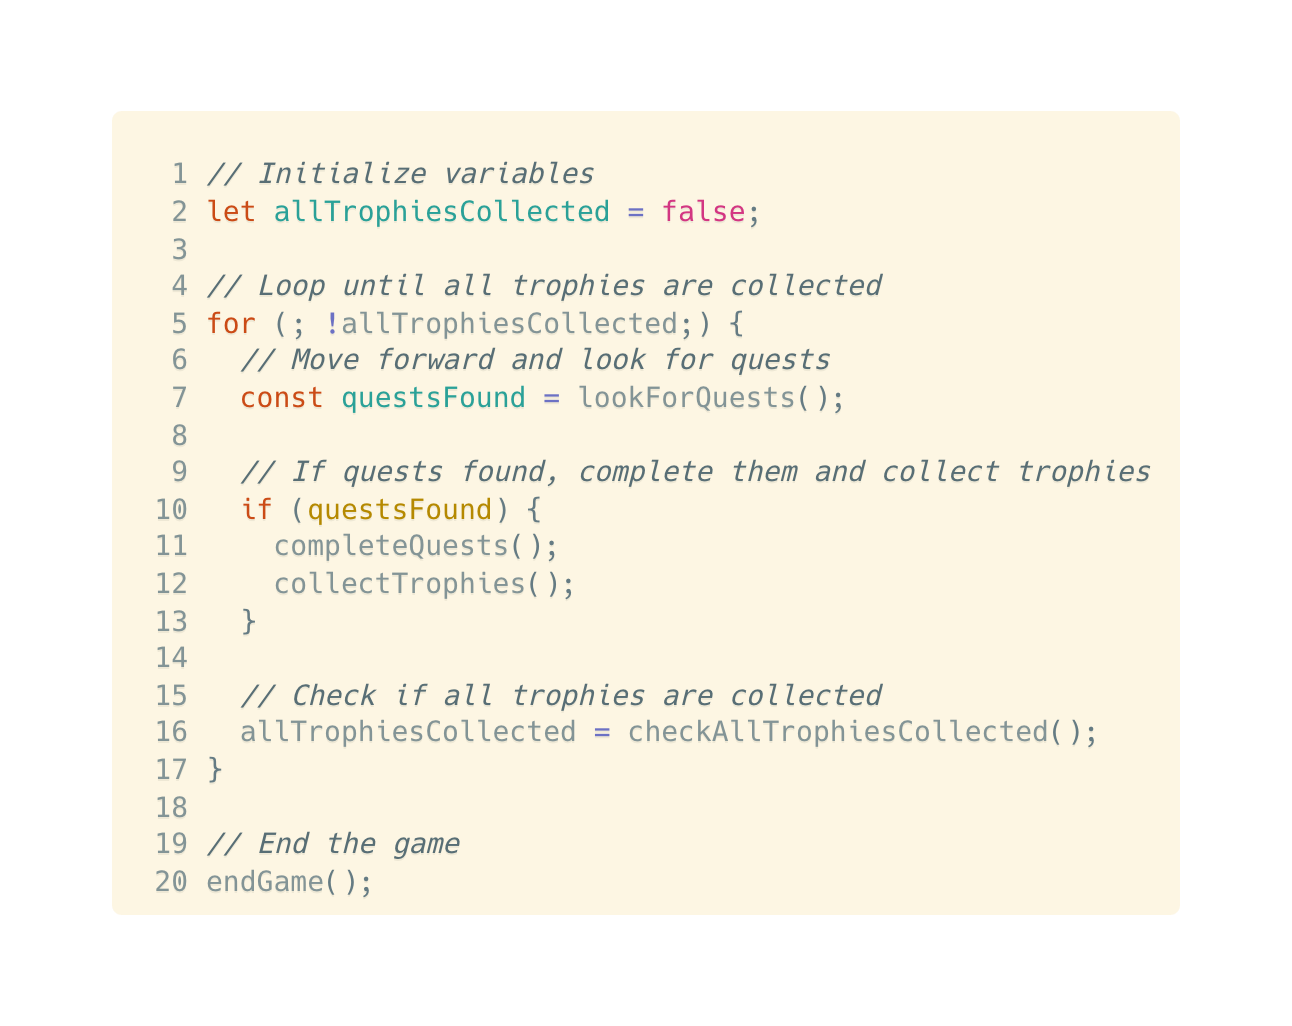 1 // Initialize variables
2 let allTrophiesCollected = false;
3
4 // Loop until all trophies are collected
5 for (; !allTrophiesCollected;) {
6   // Move forward and look for quests
7   const questsFound = lookForQuests();
8
9   // If quests found, complete them and collect trophies
10   if (questsFound) {
11     completeQuests();
12     collectTrophies();
13   }
14
15   // Check if all trophies are collected
16   allTrophiesCollected = checkAllTrophiesCollected();
17 }
18
19 // End the game
20 endGame();